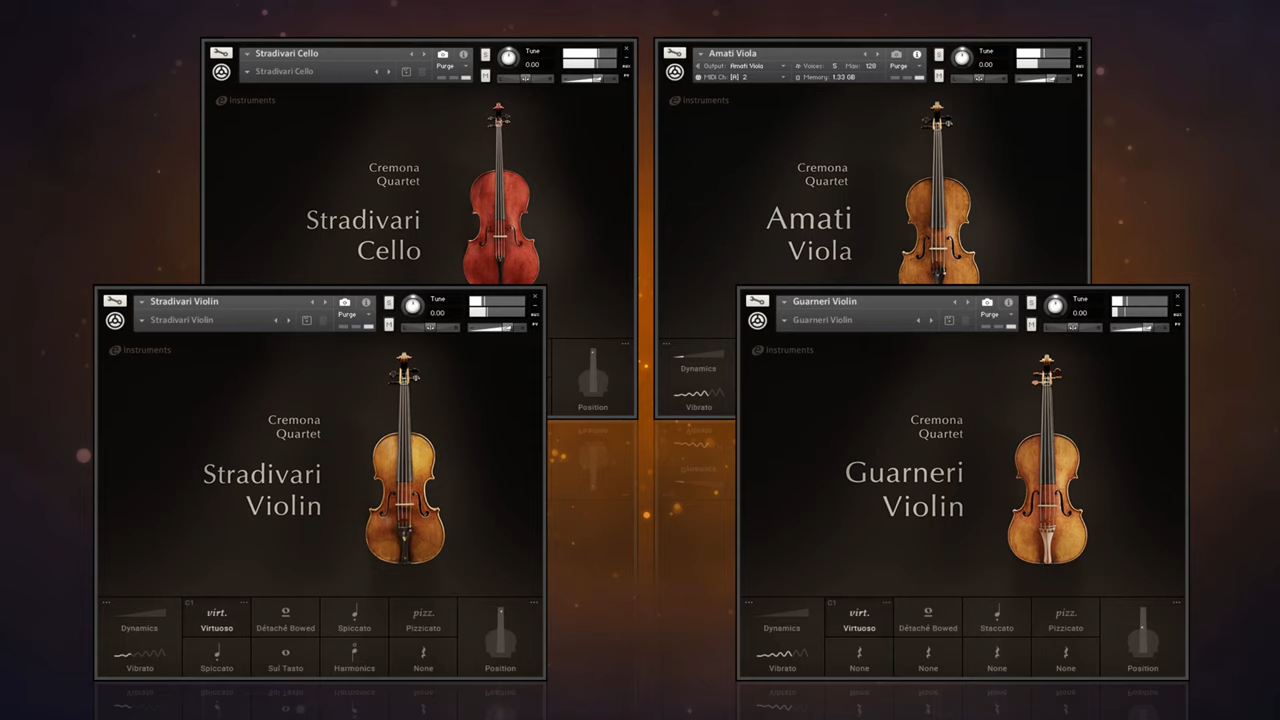 Stradivari Cello
Purge
S
Tune
0.00
Stradivari Cello
M
e Instruments
Cremona
Quartet
Stradivari
Cello
Position
Amati Viola
Output: Amati Viola
Voices: 5 Max: 128
Purge
S
Tune
0.00
MIDI Ch: [A] 2
Memory: 1.33 GB
M
e Instruments
Cremona
Quartet
Amati
Viola
Dynamics
Vibrato
Stradivari Violin
Purge
S
Tune
0.00
Stradivari Violin
M
e Instruments
Cremona
Quartet
Stradivari
Violin
C1
virt.
pizz.
Dynamics
Virtuoso
Détaché Bowed
Spiccato
Pizzicato
Vibrato
Spiccato
Sul Tasto
Harmonics
None
Position
Guarneri Violin
Purge
S
Tune
0.00
Guarneri Violin
M
e Instruments
Cremona
Quartet
Guarneri
Violin
C1
virt.
pizz.
Dynamics
Virtuoso
Détaché Bowed
Staccato
Pizzicato
Vibrato
None
None
None
None
Position